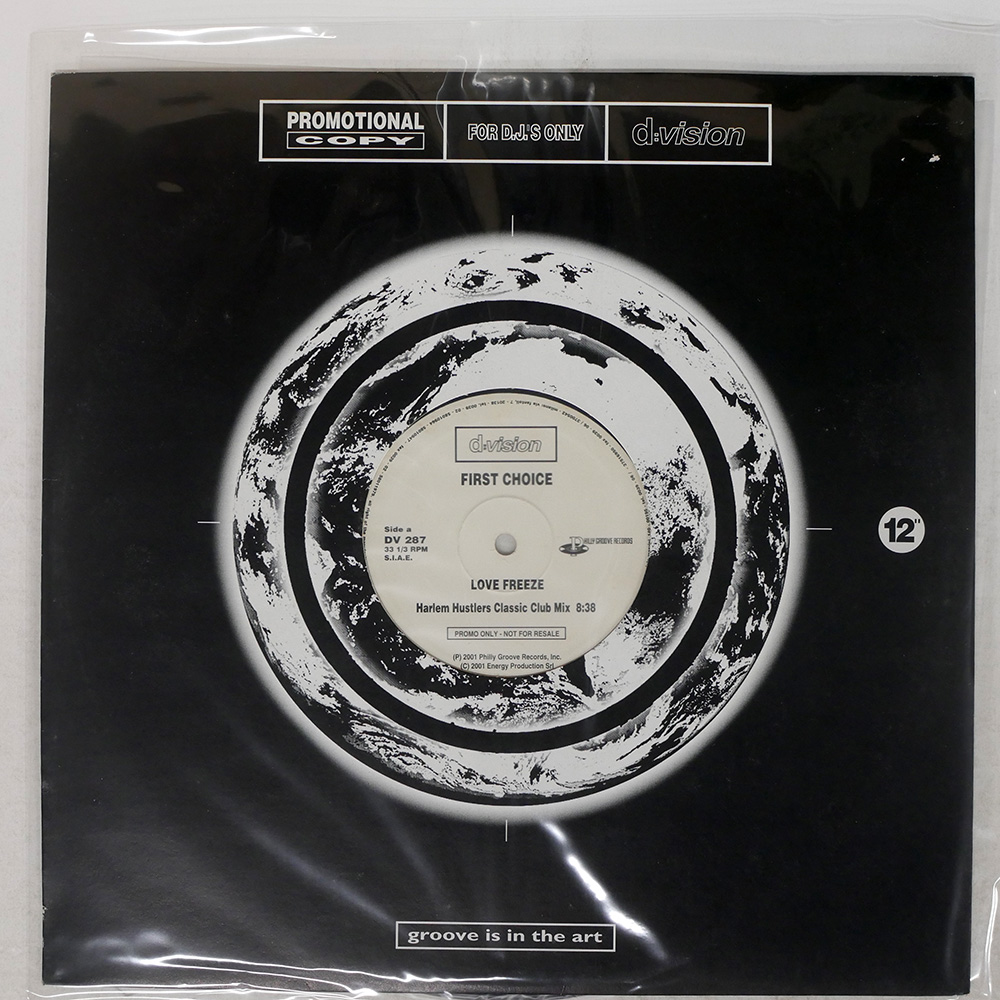 PROMOTIONAL
COPY
FOR D.J.'S ONLY
d:vision
d:vision
FIRST CHOICE
Side a
DV 287
33 1/3 RPM
S.I.A.E.
PHILLY GROOVE RECORDS
12"
LOVE FREEZE
Harlem Hustlers Classic Club Mix 8:38
PROMO ONLY - NOT FOR RESALE
(P) 2001 Philly Groove Records, Inc.
(C) 2001 Energy Production Srl
groove is in the art